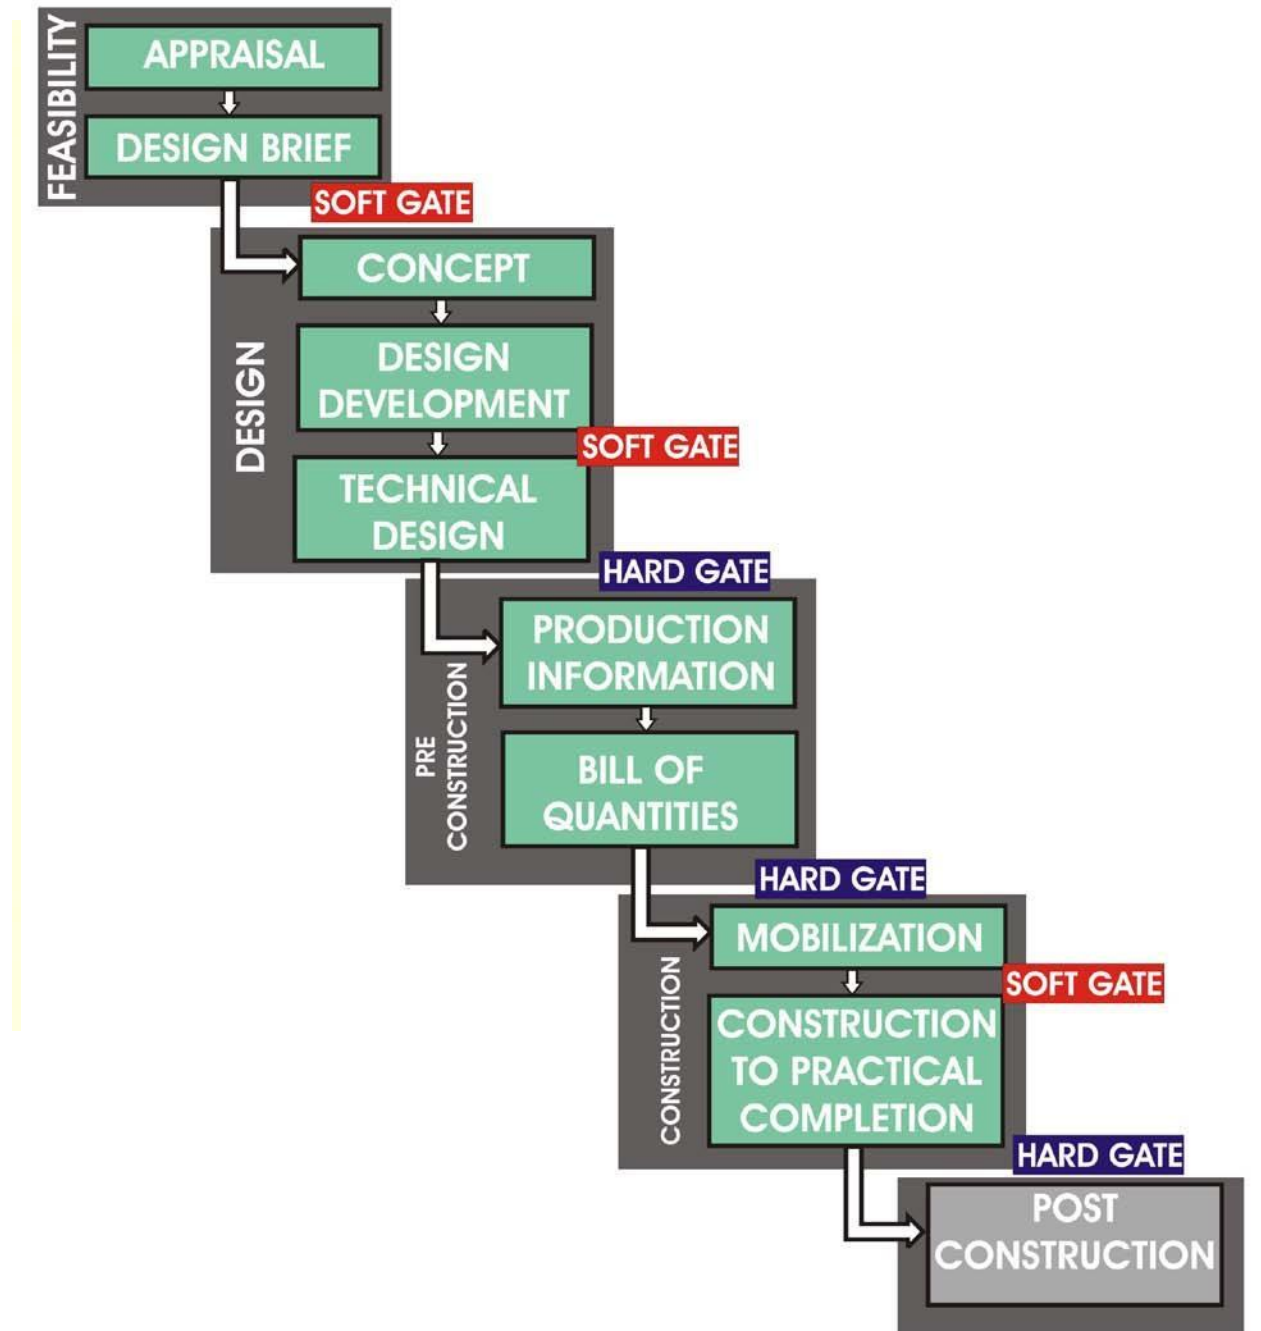 FEASIBILITY
APPRAISAL
DESIGN BRIEF
SOFT GATE
DESIGN
CONCEPT
DESIGN
DEVELOPMENT
SOFT GATE
TECHNICAL
DESIGN
HARD GATE
PRE
CONSTRUCTION
PRODUCTION
INFORMATION
BILL OF
QUANTITIES
HARD GATE
CONSTRUCTION
MOBILIZATION
SOFT GATE
CONSTRUCTION
TO PRACTICAL
COMPLETION
HARD GATE
POST
CONSTRUCTION